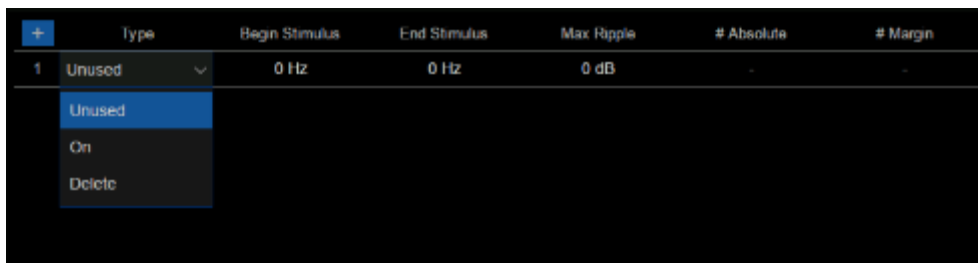 + Type Begin Stimulus End Stimulus Max Ripple # Absolute # Margin
1 Unused 0 Hz 0 Hz 0 dB - -
Unused
On
Delete